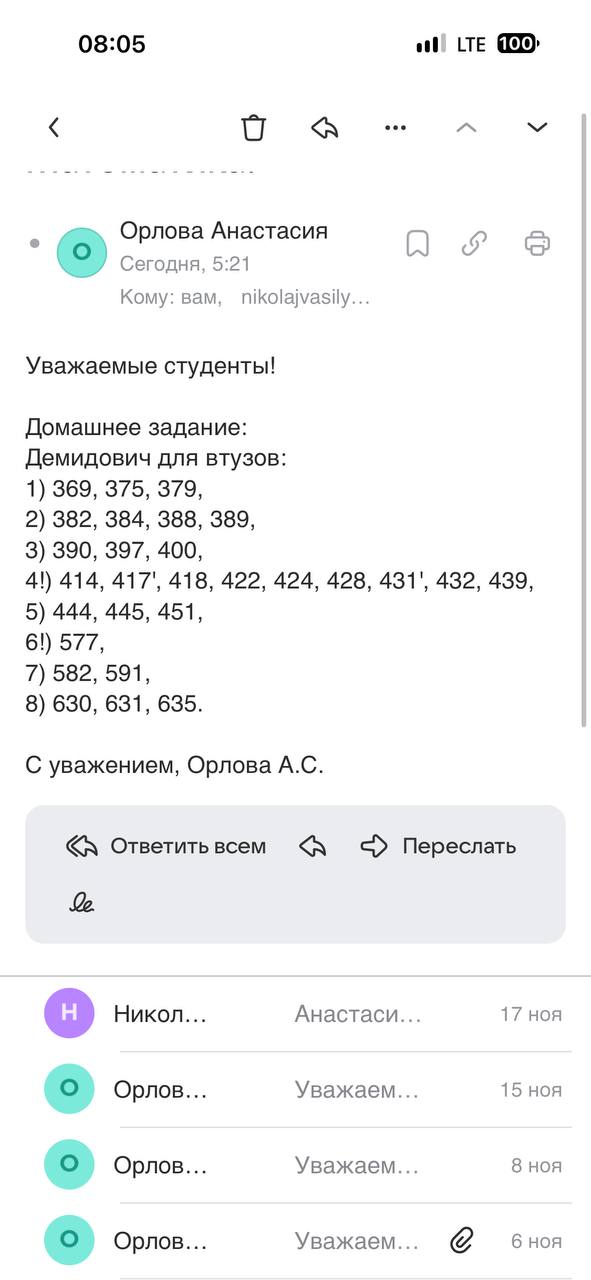 08:05
LTE 100
О
Орлова Анастасия
Сегодня, 5:21
Кому: вам, nikolajvasily…
Уважаемые студенты!
Домашнее задание:
Демидович для втузов:
1) 369, 375, 379,
2) 382, 384, 388, 389,
3) 390, 397, 400,
4!) 414, 417', 418, 422, 424, 428, 431', 432, 439,
5) 444, 445, 451,
6!) 577,
7) 582, 591,
8) 630, 631, 635.
С уважением, Орлова А.С.
Ответить всем Переслать
Н Никол… Анастаси… 17 ноя
О Орлов… Уважаем… 15 ноя
О Орлов… Уважаем… 8 ноя
О Орлов… Уважаем… 6 ноя